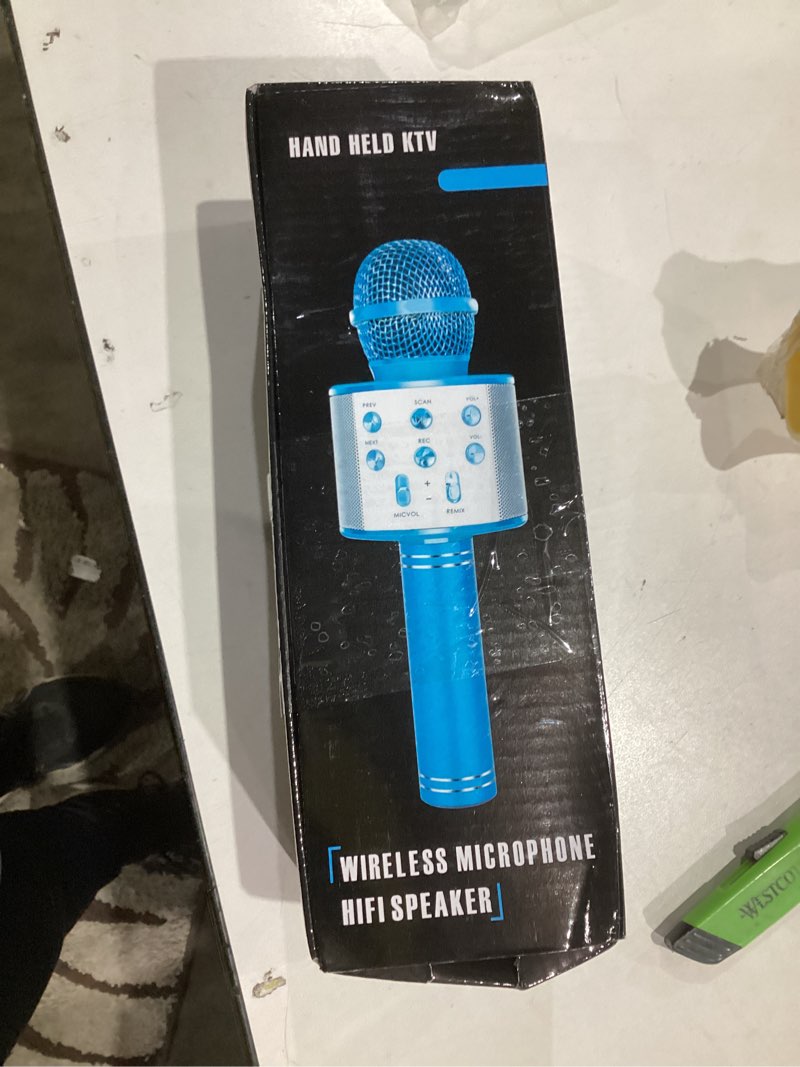 HAND HELD KTV
PREV SCAN VOL+
NEXT REC VOL-
+
-
MICVOL REMIX
WIRELESS MICROPHONE
HIFI SPEAKER
WESTCO